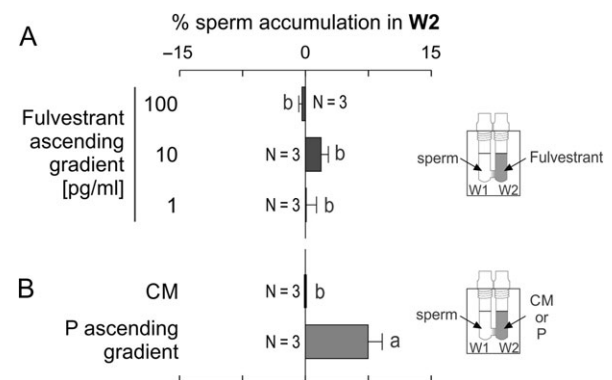 % sperm accumulation in W2
A
–15 0 15
Fulvestrant
ascending
gradient
[pg/ml]
100
b N = 3
10
N = 3 b
1
N = 3 b
sperm Fulvestrant
W1 W2
B
CM
N = 3 b
P ascending
gradient
N = 3 a
sperm
CM
or
P
W1 W2